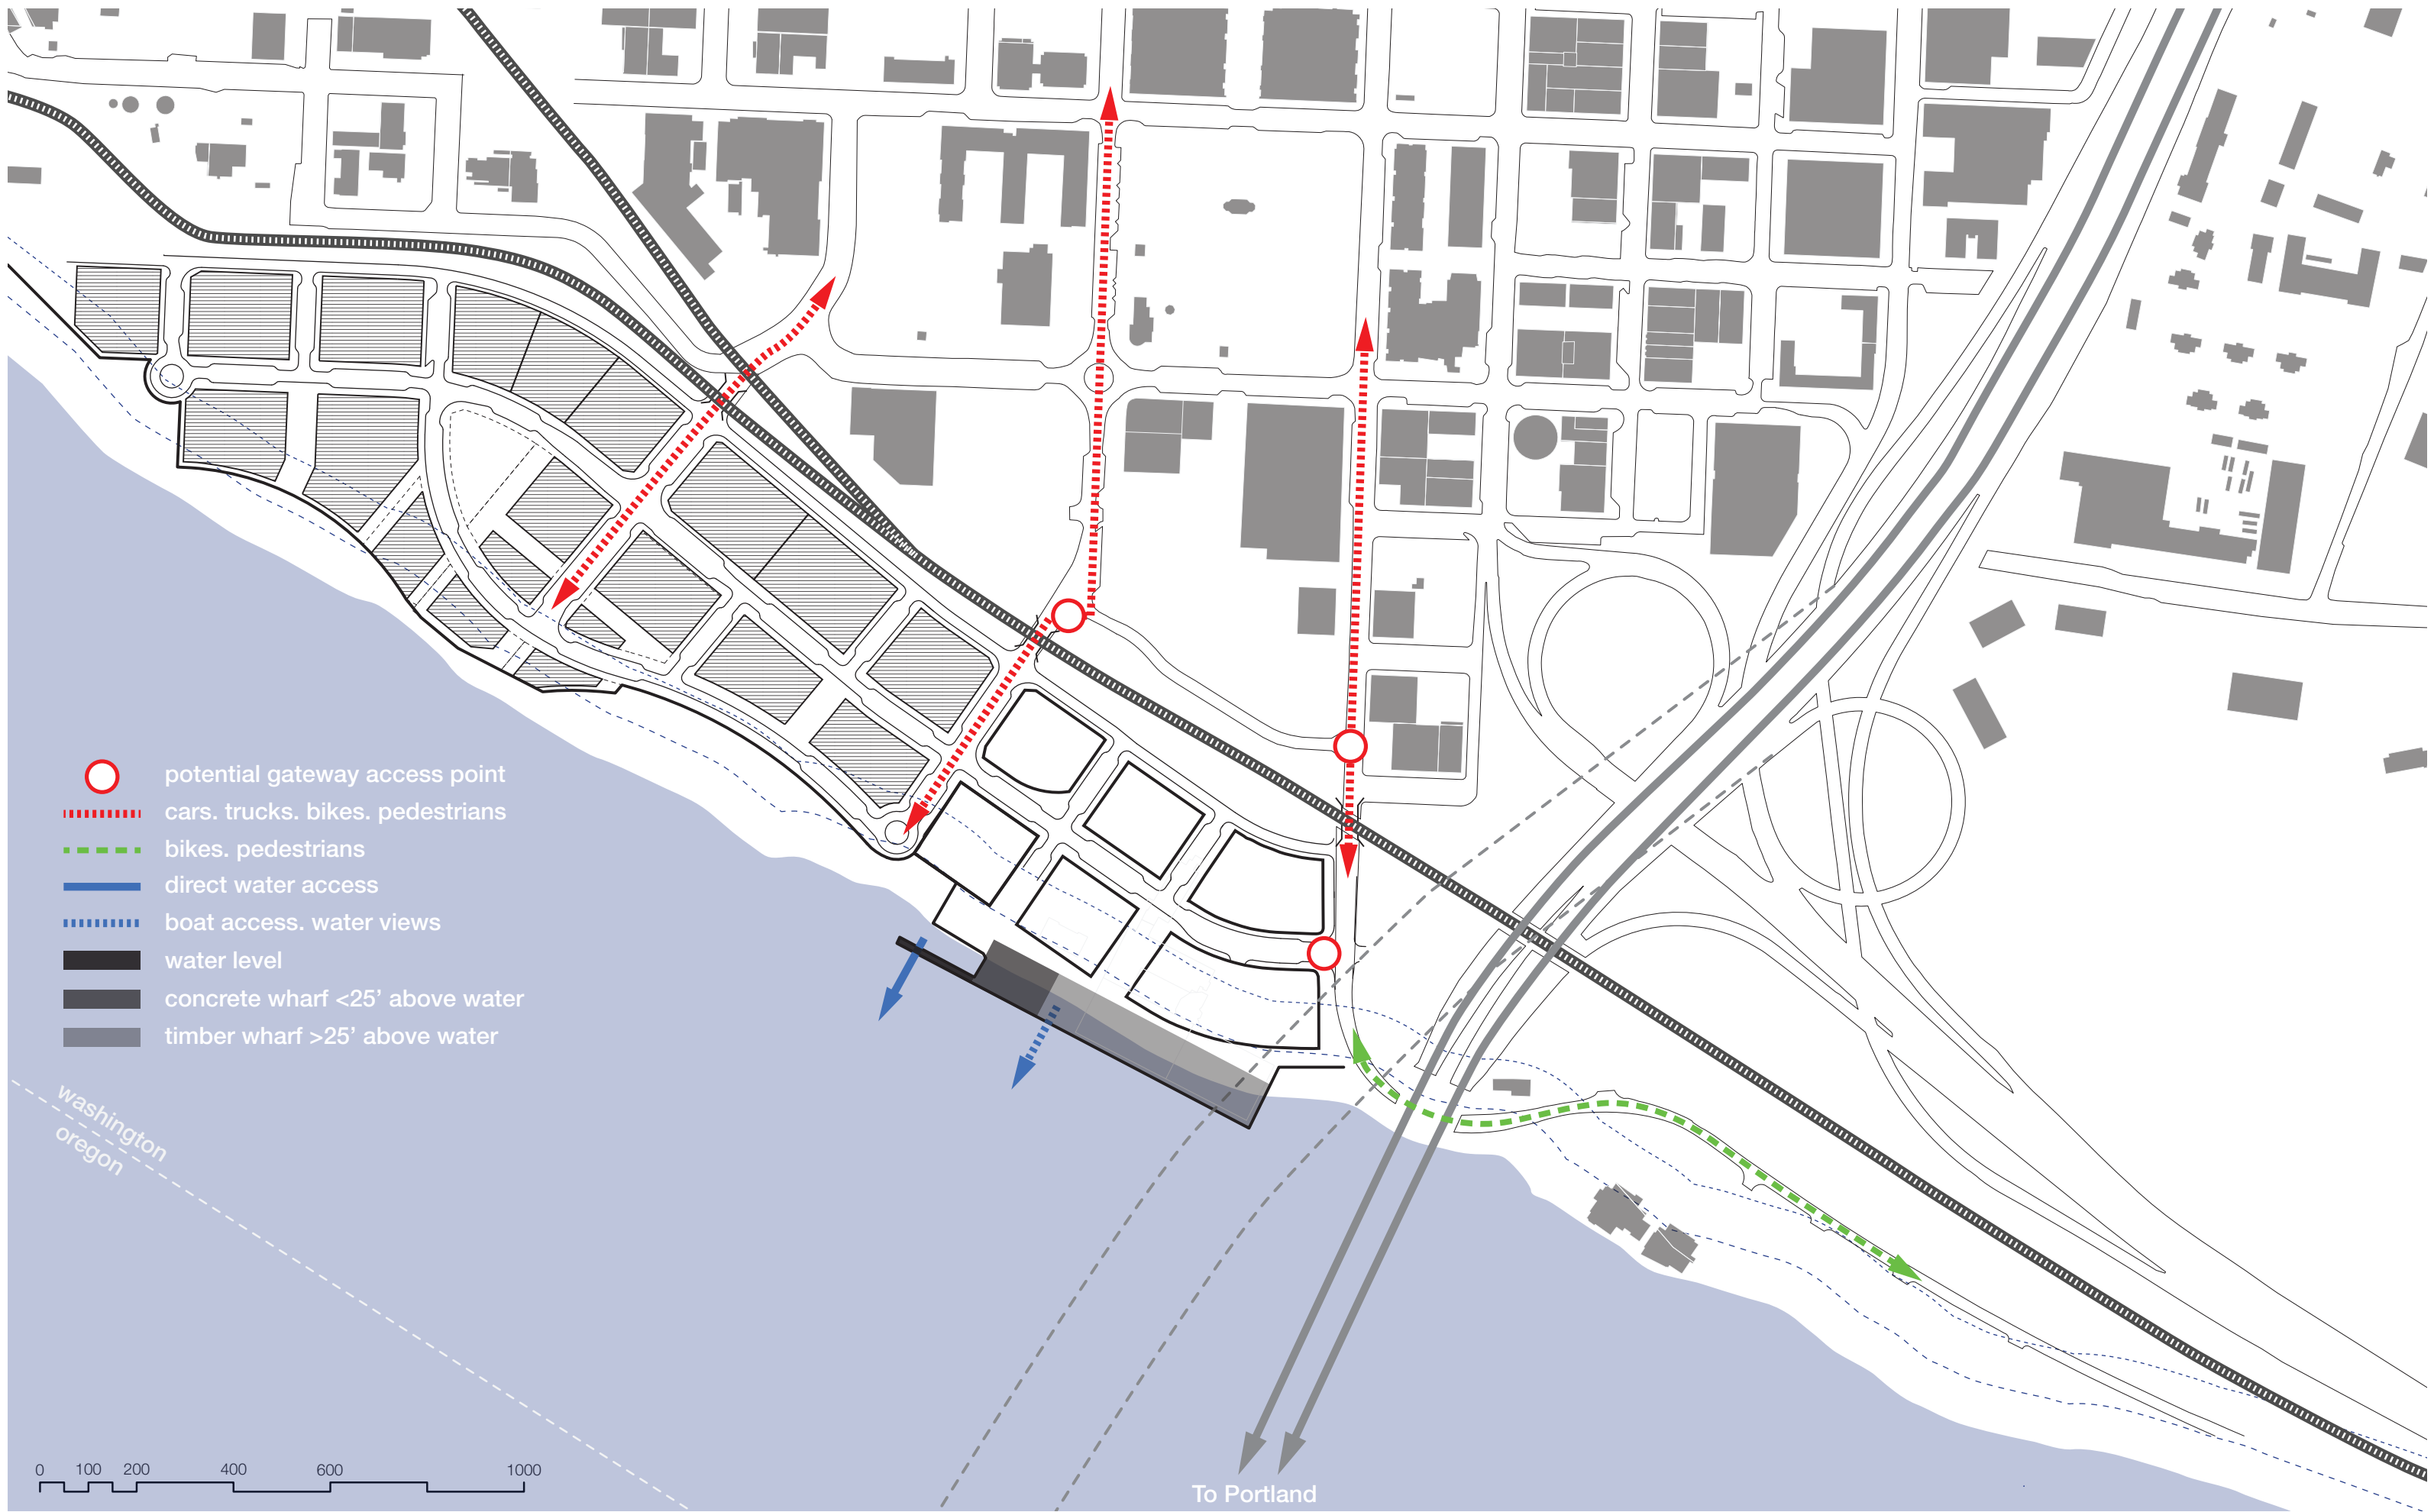 potential gateway access point
cars. trucks. bikes. pedestrians
bikes. pedestrians
direct water access
boat access. water views
water level
concrete wharf <25’ above water
timber wharf >25’ above water
washington
oregon
0 100 200 400 600 1000
To Portland